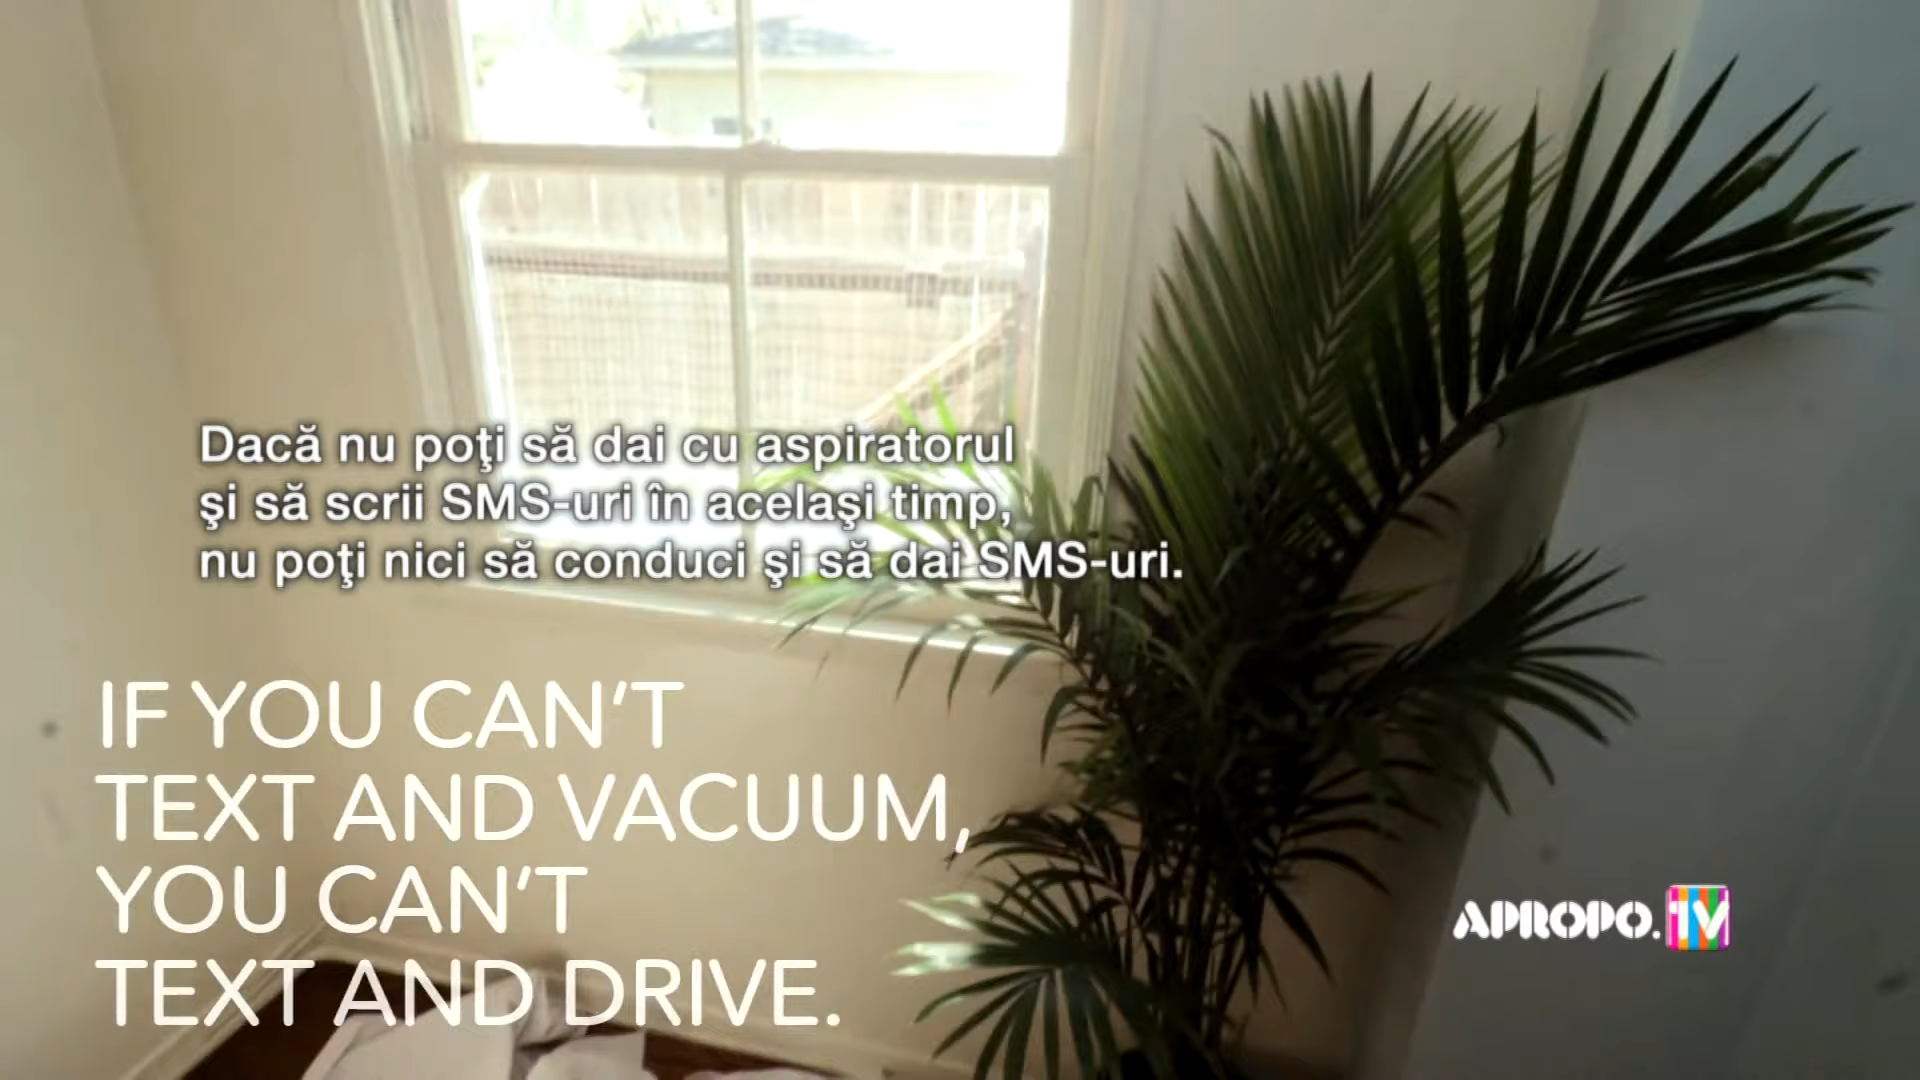 Dacă nu poţi să dai cu aspiratorul
şi să scrii SMS-uri în acelaşi timp,
nu poţi nici să conduci şi să dai SMS-uri.
IF YOU CAN'T
TEXT AND VACUUM,
YOU CAN'T
TEXT AND DRIVE.
APROPO.TV